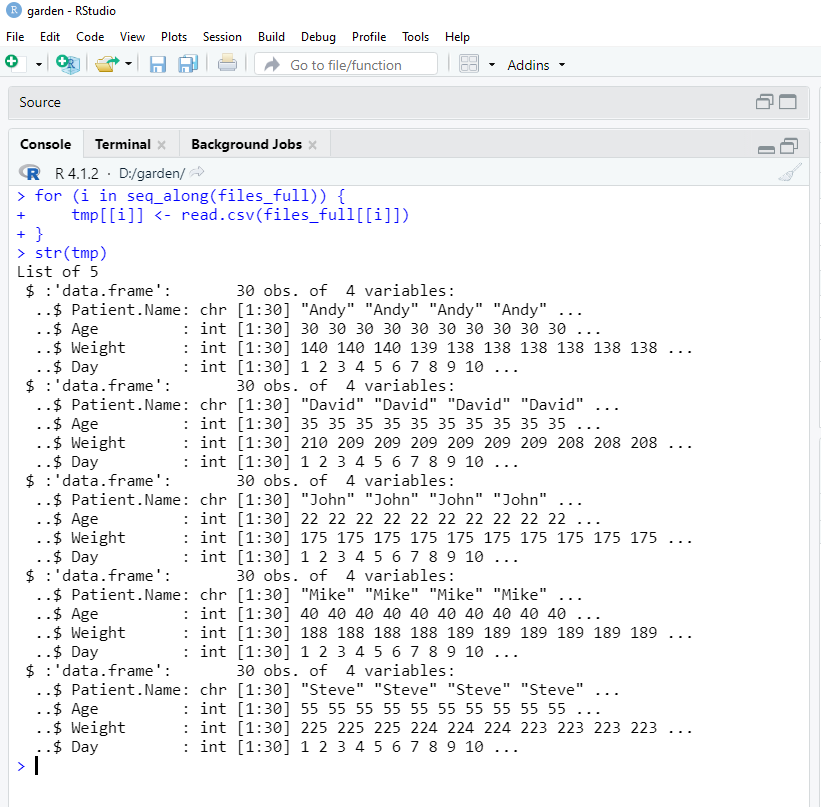 R garden - RStudio
File Edit Code View Plots Session Build Debug Profile Tools Help
R Go to file/function Addins
Source
Console Terminal Background Jobs
R R 4.1.2 · D:/garden/
> for (i in seq_along(files_full)) {
+     tmp[[i]] <- read.csv(files_full[[i]])
+ }
> str(tmp)
List of 5
 $ :'data.frame':       30 obs. of  4 variables:
  ..$ Patient.Name: chr [1:30] "Andy" "Andy" "Andy" "Andy" ...
  ..$ Age         : int [1:30] 30 30 30 30 30 30 30 30 30 30 ...
  ..$ Weight      : int [1:30] 140 140 140 139 138 138 138 138 138 138 ...
  ..$ Day         : int [1:30] 1 2 3 4 5 6 7 8 9 10 ...
 $ :'data.frame':       30 obs. of  4 variables:
  ..$ Patient.Name: chr [1:30] "David" "David" "David" "David" ...
  ..$ Age         : int [1:30] 35 35 35 35 35 35 35 35 35 35 ...
  ..$ Weight      : int [1:30] 210 209 209 209 209 209 209 208 208 208 ...
  ..$ Day         : int [1:30] 1 2 3 4 5 6 7 8 9 10 ...
 $ :'data.frame':       30 obs. of  4 variables:
  ..$ Patient.Name: chr [1:30] "John" "John" "John" "John" ...
  ..$ Age         : int [1:30] 22 22 22 22 22 22 22 22 22 22 ...
  ..$ Weight      : int [1:30] 175 175 175 175 175 175 175 175 175 175 ...
  ..$ Day         : int [1:30] 1 2 3 4 5 6 7 8 9 10 ...
 $ :'data.frame':       30 obs. of  4 variables:
  ..$ Patient.Name: chr [1:30] "Mike" "Mike" "Mike" "Mike" ...
  ..$ Age         : int [1:30] 40 40 40 40 40 40 40 40 40 40 ...
  ..$ Weight      : int [1:30] 188 188 188 188 189 189 189 189 189 189 ...
  ..$ Day         : int [1:30] 1 2 3 4 5 6 7 8 9 10 ...
 $ :'data.frame':       30 obs. of  4 variables:
  ..$ Patient.Name: chr [1:30] "Steve" "Steve" "Steve" "Steve" ...
  ..$ Age         : int [1:30] 55 55 55 55 55 55 55 55 55 55 ...
  ..$ Weight      : int [1:30] 225 225 225 224 224 224 223 223 223 223 ...
  ..$ Day         : int [1:30] 1 2 3 4 5 6 7 8 9 10 ...
>